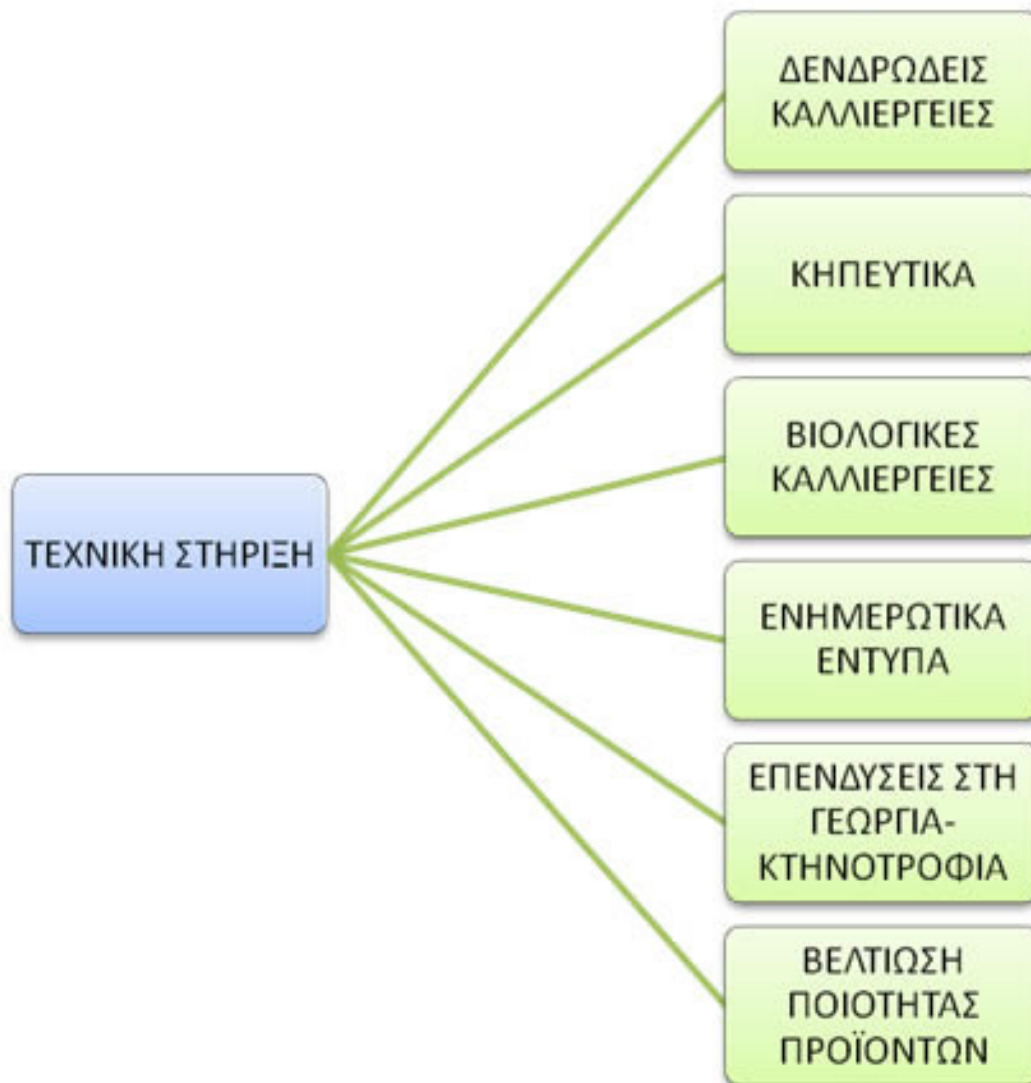 ΔΕΝΔΡΩΔΕΙΣ
ΚΑΛΛΙΕΡΓΕΙΕΣ
ΚΗΠΕΥΤΙΚΑ
ΒΙΟΛΟΓΙΚΕΣ
ΚΑΛΛΙΕΡΓΕΙΕΣ
ΤΕΧΝΙΚΗ ΣΤΗΡΙΞΗ
ΕΝΗΜΕΡΩΤΙΚΑ
ΕΝΤΥΠΑ
ΕΠΕΝΔΥΣΕΙΣ ΣΤΗ
ΓΕΩΡΓΙΑ-
ΚΤΗΝΟΤΡΟΦΙΑ
ΒΕΛΤΙΩΣΗ
ΠΟΙΟΤΗΤΑΣ
ΠΡΟΪΟΝΤΩΝ